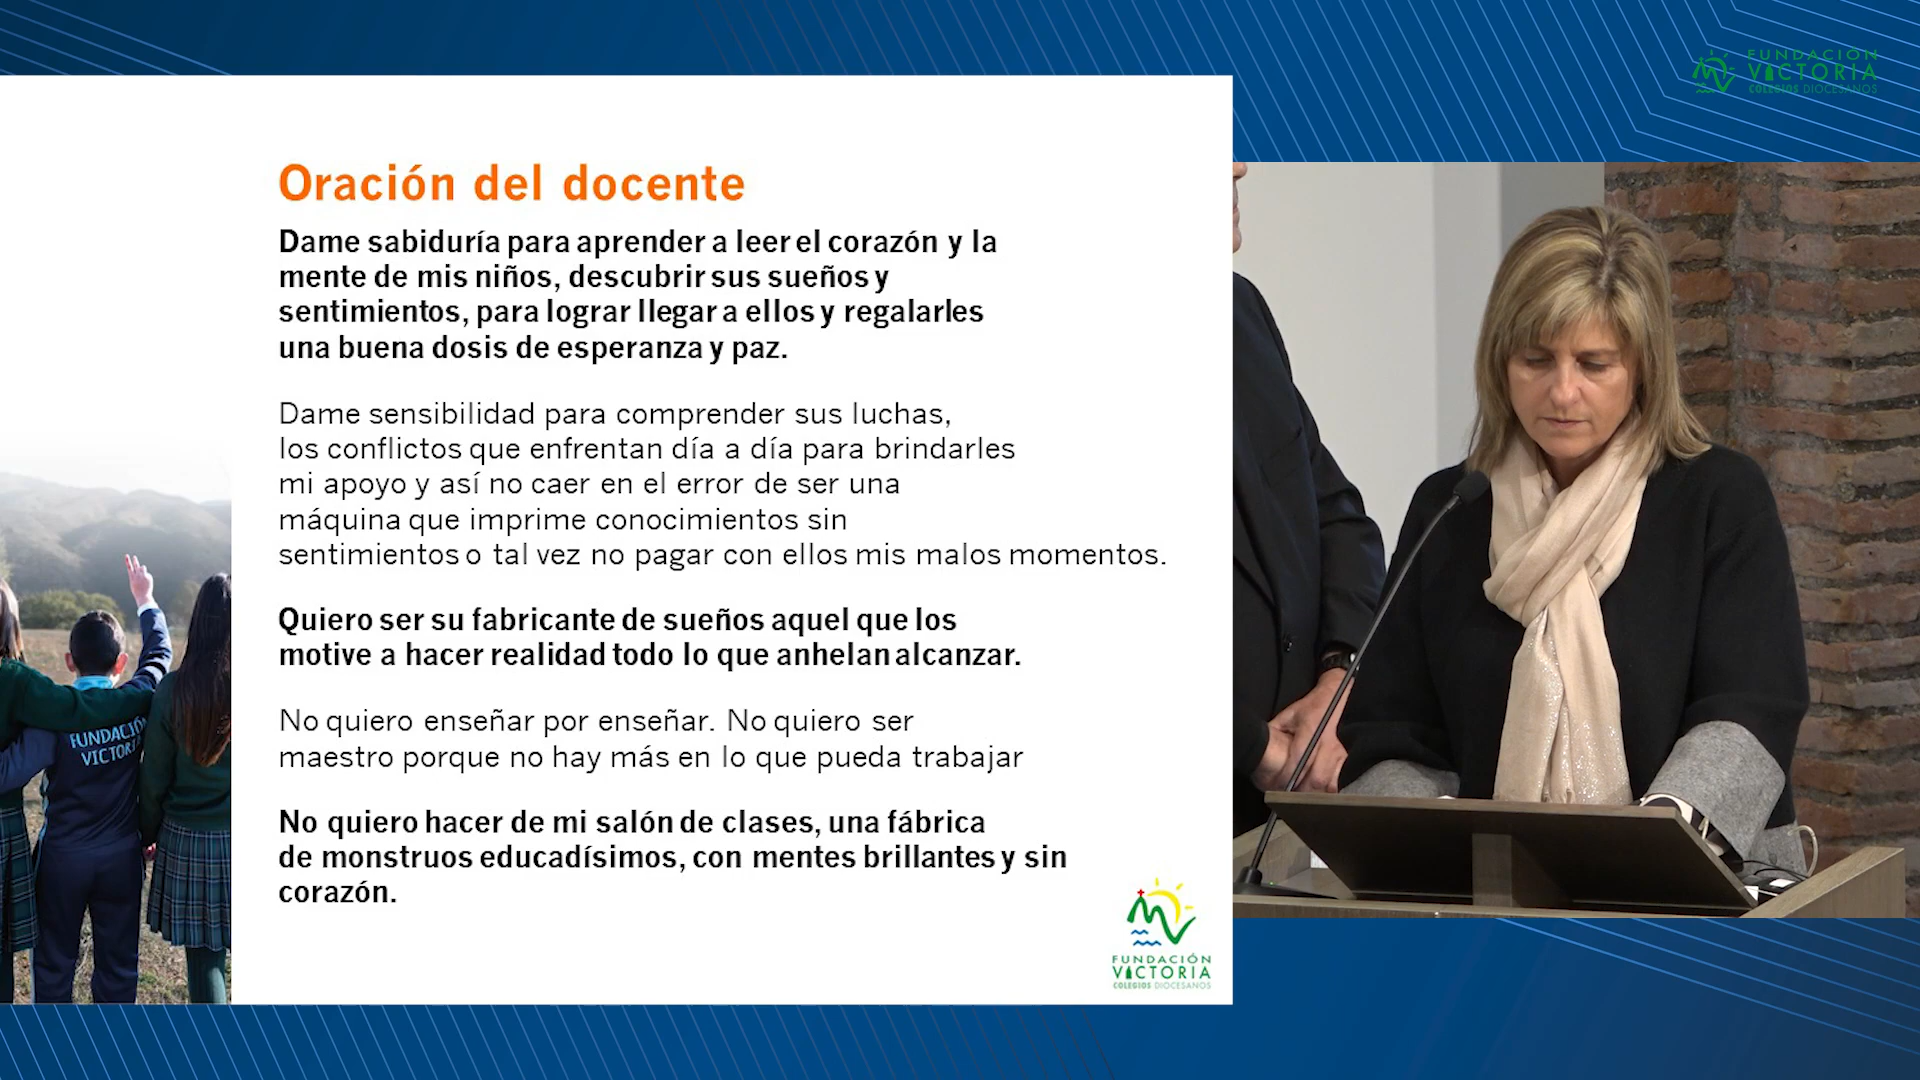 FUNDACIÓN
VICTORIA
COLEGIOS DIOCESANOS
Oración del docente
Dame sabiduría para aprender a leer el corazón y la
mente de mis niños, descubrir sus sueños y
sentimientos, para lograr llegar a ellos y regalarles
una buena dosis de esperanza y paz.
Dame sensibilidad para comprender sus luchas,
los conflictos que enfrentan día a día para brindarles
mi apoyo y así no caer en el error de ser una
máquina que imprime conocimientos sin
sentimientos o tal vez no pagar con ellos mis malos momentos.
Quiero ser su fabricante de sueños aquel que los
motive a hacer realidad todo lo que anhelan alcanzar.
No quiero enseñar por enseñar. No quiero ser
maestro porque no hay más en lo que pueda trabajar
No quiero hacer de mi salón de clases, una fábrica
de monstruos educadísimos, con mentes brillantes y sin
corazón.
FUNDACIÓN
VICTORIA
FUNDACIÓN
VICTORIA
COLEGIOS DIOCESANOS